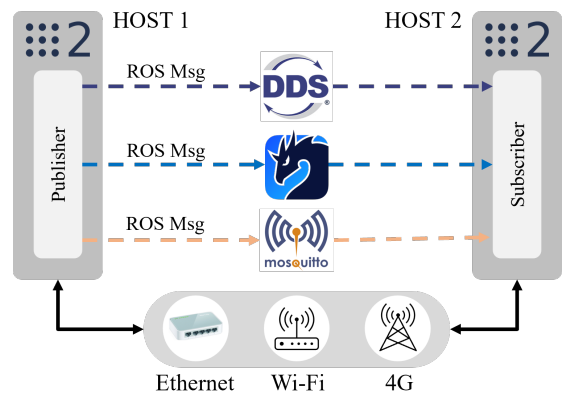 HOST 1
HOST 2
2
2
ROS Msg
DDS
®
ROS Msg
ROS Msg
mosquitto
Publisher
Subscriber
Ethernet
Wi-Fi
4G